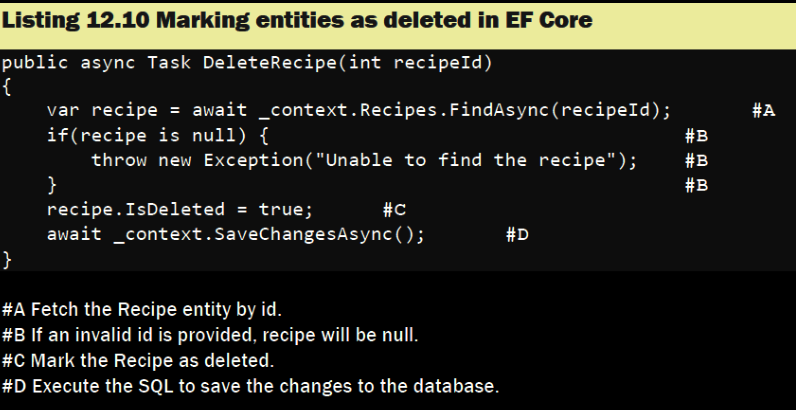 Listing 12.10 Marking entities as deleted in EF Core
public async Task DeleteRecipe(int recipeId)
{
    var recipe = await _context.Recipes.FindAsync(recipeId);        #A
    if(recipe is null) {                                      #B
        throw new Exception("Unable to find the recipe");     #B
    }                                                         #B
    recipe.IsDeleted = true;       #C
    await _context.SaveChangesAsync();        #D
}
#A Fetch the Recipe entity by id.
#B If an invalid id is provided, recipe will be null.
#C Mark the Recipe as deleted.
#D Execute the SQL to save the changes to the database.